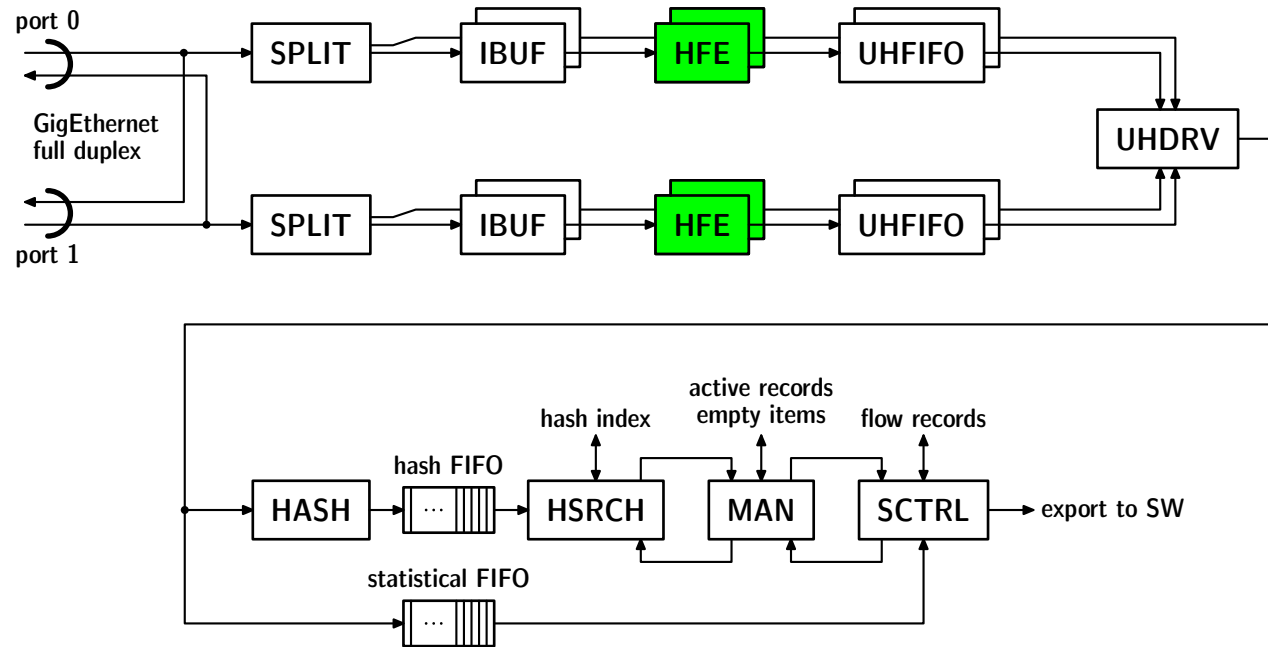 port 0
SPLIT
IBUF
HFE
UHFIFO
GigEthernet
full duplex
UHDRV
SPLIT
IBUF
HFE
UHFIFO
port 1
active records
empty items
hash index
flow records
hash FIFO
HASH
...
HSRCH
MAN
SCTRL
export to SW
statistical FIFO
...